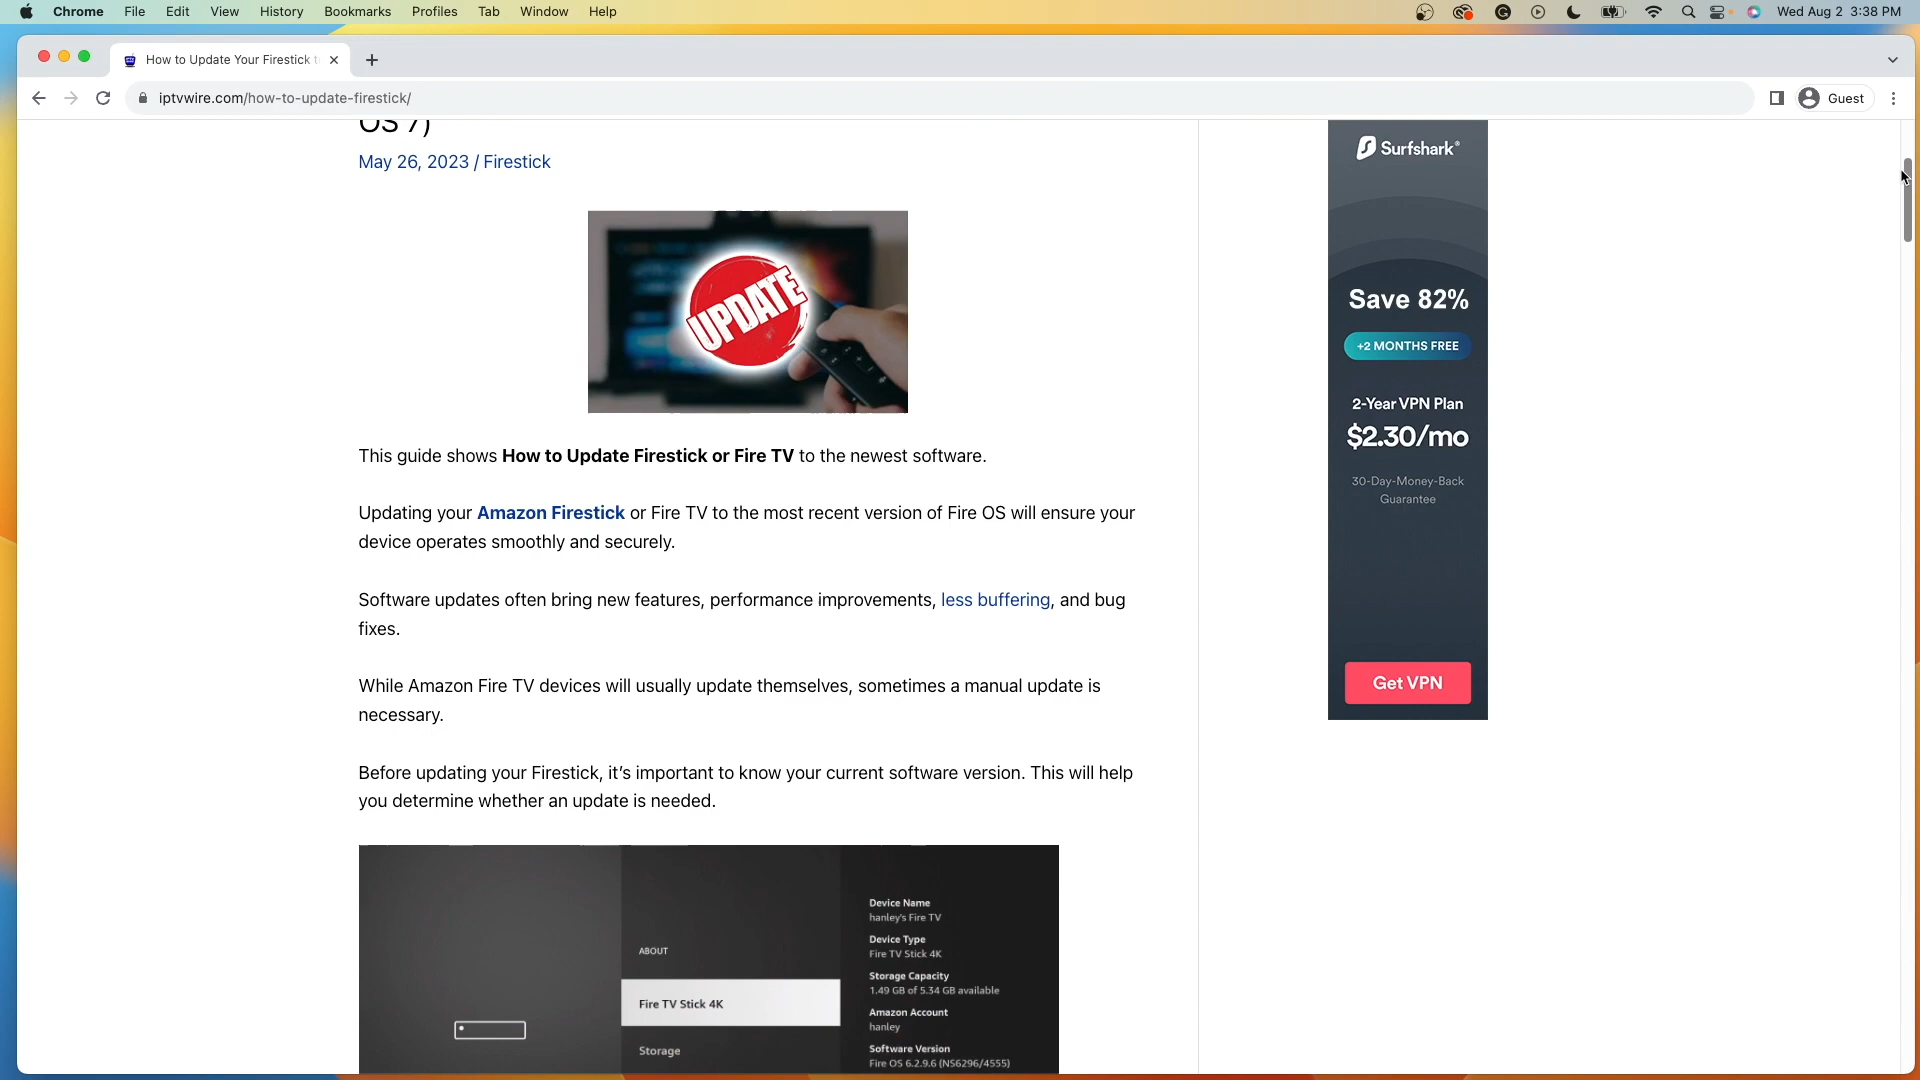 Chrome File Edit View History Bookmarks Profiles Tab Window Help
Wed Aug 2 3:38 PM
How to Update Your Firestick t
iptvwire.com/how-to-update-firestick/
Guest
OS 7)
May 26, 2023 / Firestick
UPDATE
This guide shows How to Update Firestick or Fire TV to the newest software.
Updating your Amazon Firestick or Fire TV to the most recent version of Fire OS will ensure your
device operates smoothly and securely.
Software updates often bring new features, performance improvements, less buffering, and bug
fixes.
While Amazon Fire TV devices will usually update themselves, sometimes a manual update is
necessary.
Before updating your Firestick, it’s important to know your current software version. This will help
you determine whether an update is needed.
ABOUT
Fire TV Stick 4K
Storage
Device Name
hanley's Fire TV
Device Type
Fire TV Stick 4K
Storage Capacity
1.49 GB of 5.34 GB available
Amazon Account
hanley
Software Version
Fire OS 6.2.9.6 (NS6296/4555)
Surfshark®
Save 82%
+2 MONTHS FREE
2-Year VPN Plan
$2.30/mo
30-Day-Money-Back
Guarantee
Get VPN